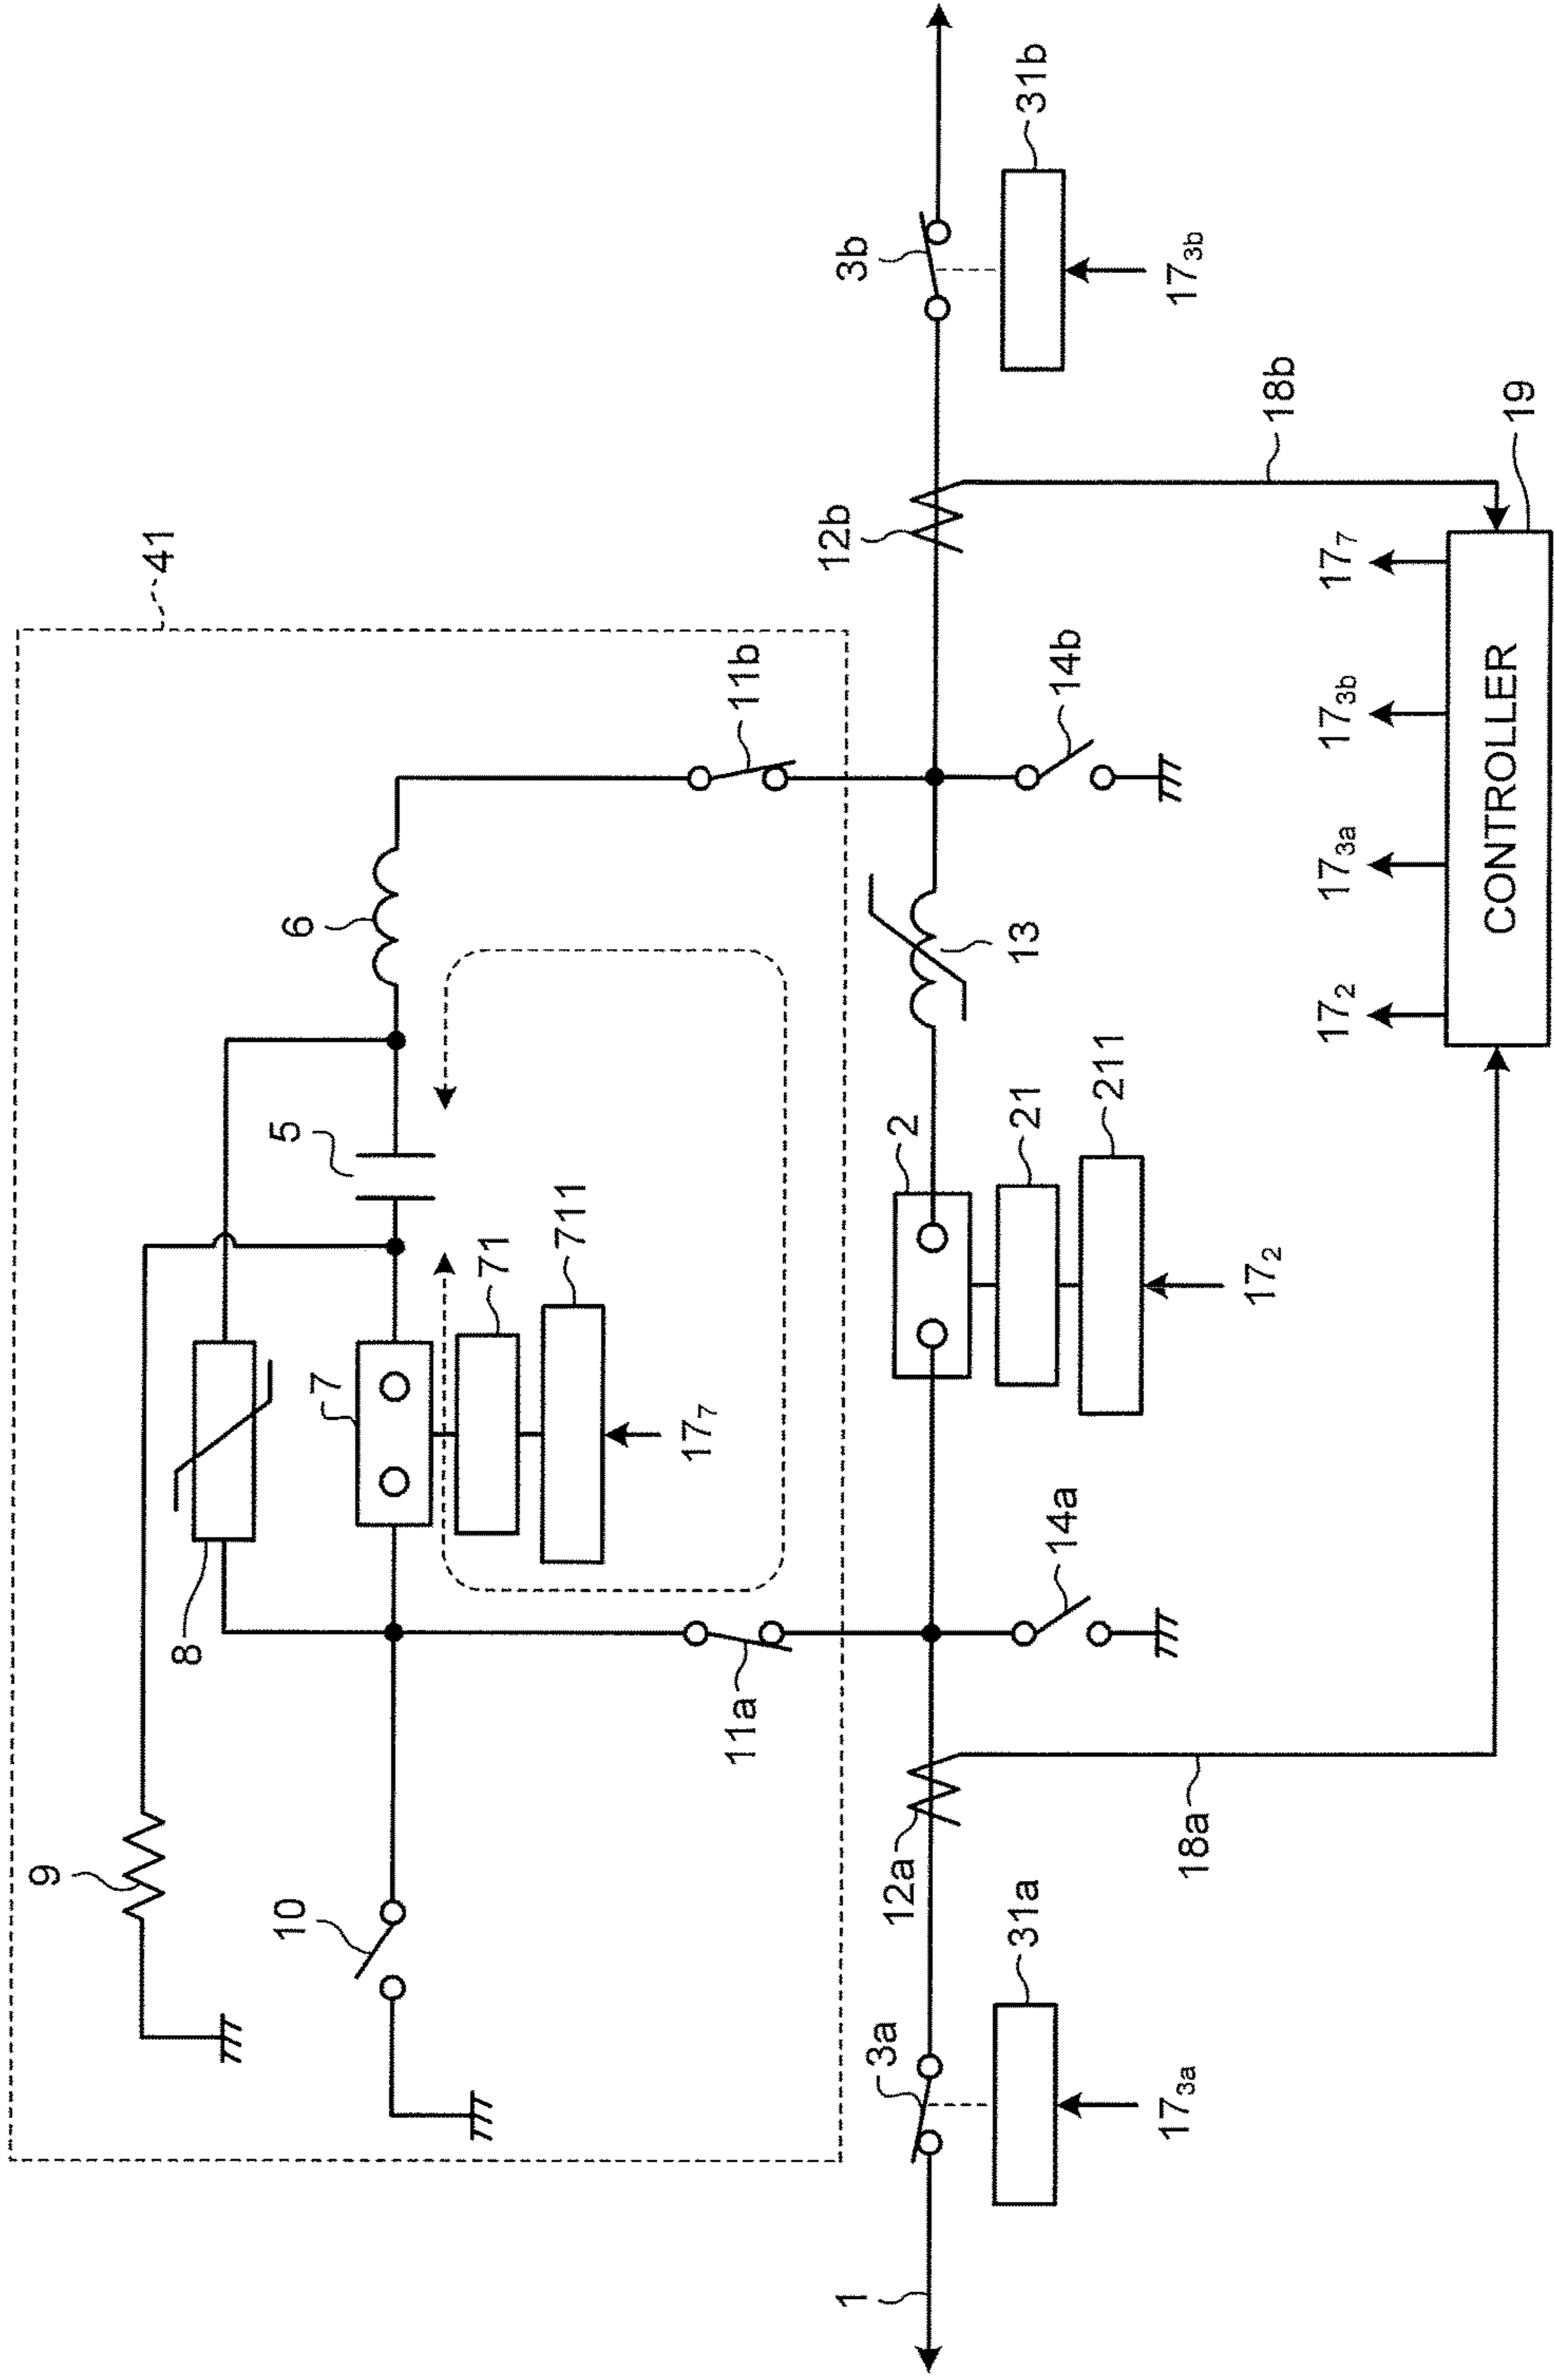 41
9
8
5
6
10
7
71
711
17₇
11a
11b
1
3a
31a
17₃ₐ
12a
18a
14a
2
21
211
17₂
13
14b
12b
18b
3b
31b
17₃b
17₂
17₃ₐ
17₃b
17₇
CONTROLLER
19